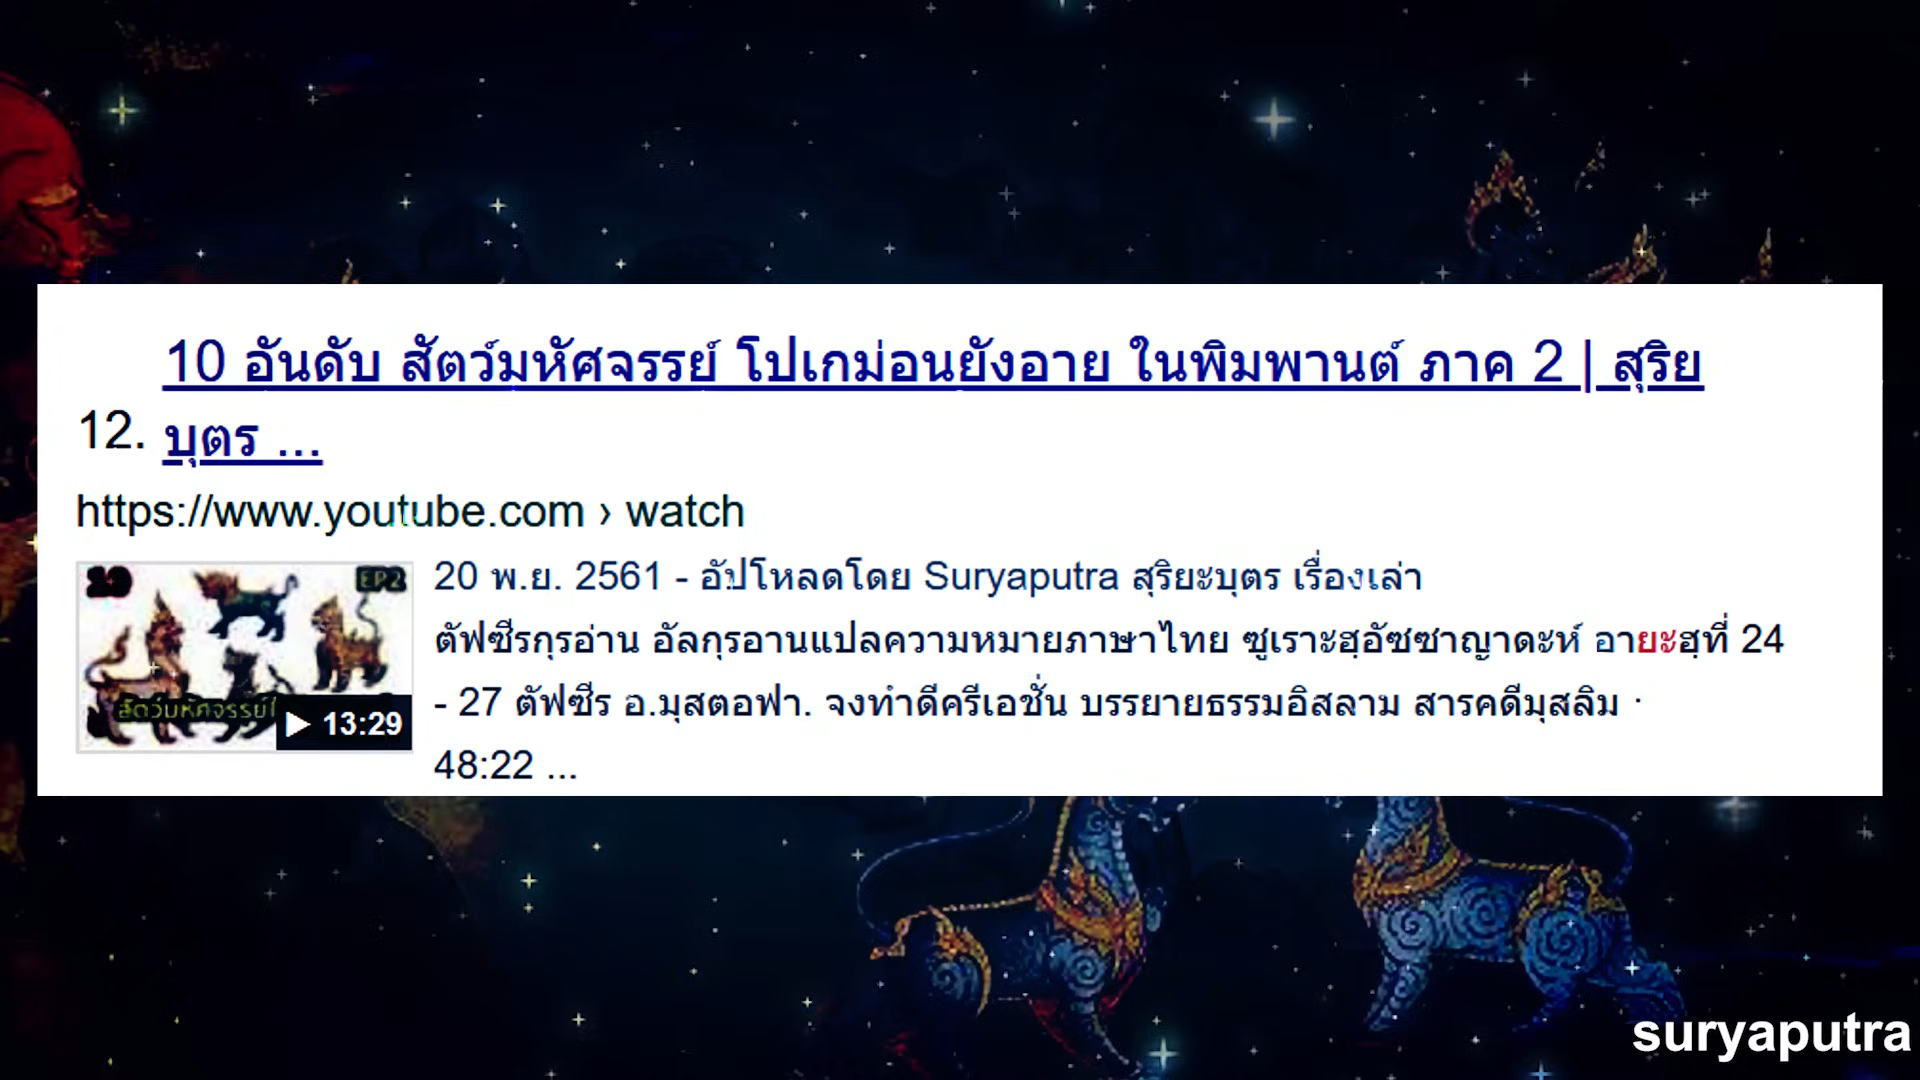 10 อันดับ สัตว์มหัศจรรย์ โปเกม่อนยังอาย ในพิมพานต์ ภาค 2 | สุริย
12. บุตร ...
https://www.youtube.com › watch
20 พ.ย. 2561 - อัปโหลดโดย Suryaputra สุริยะบุตร เรื่องเล่า
ตัฟซีรกุรอ่าน อัลกุรอานแปลความหมายภาษาไทย ซูเราะฮฺอัซซาญาดะห์ อายะฮฺที่ 24
- 27 ตัฟซีร อ.มุสตอฟา. จงทำดีครีเอชั่น บรรยายธรรมอิสลาม สารคดีมุสลิม ·
48:22 ...
10
EP2
สัตว์มหัศจรรย์ใ
13:29
suryaputra